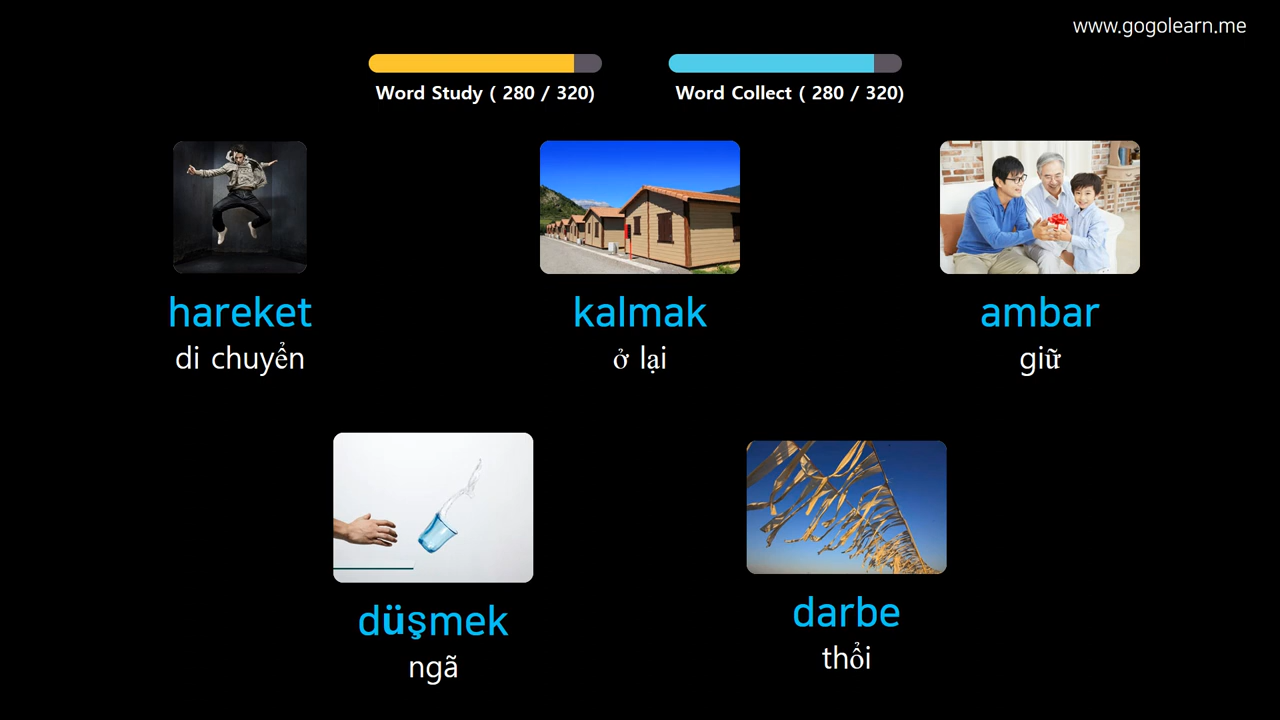 www.gogolearn.me
Word Study ( 280 / 320)
Word Collect ( 280 / 320)
hareket
di chuyển
kalmak
ở lại
ambar
giữ
düşmek
ngã
darbe
thổi